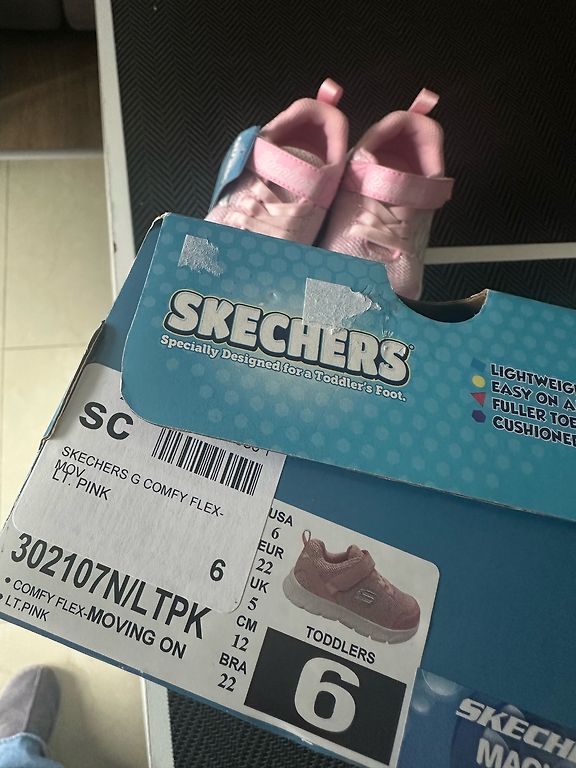 SKECHERS
Specially Designed for a Toddler's Foot.
LIGHTWEIG
EASY ON A
FULLER TOE
CUSHIONE
SC
SKECHERS G COMFY FLEX-
MOV
LT. PINK
6
302107N/LTPK
• COMFY FLEX-MOVING ON
• LT.PINK
USA
6
EUR
22
UK
5
CM
12
BRA
22
TODDLERS
6
SKECH